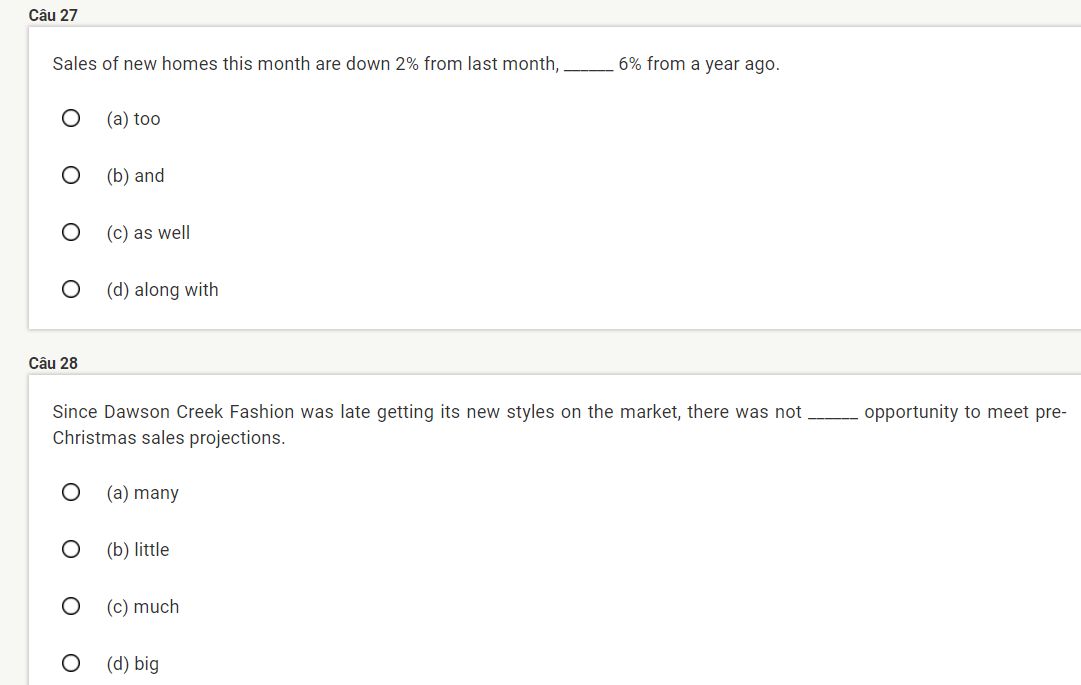 Câu 27
Sales of new homes this month are down 2% from last month, ______ 6% from a year ago.
(a) too
(b) and
(c) as well
(d) along with
Câu 28
Since Dawson Creek Fashion was late getting its new styles on the market, there was not ______ opportunity to meet pre-
Christmas sales projections.
(a) many
(b) little
(c) much
(d) big